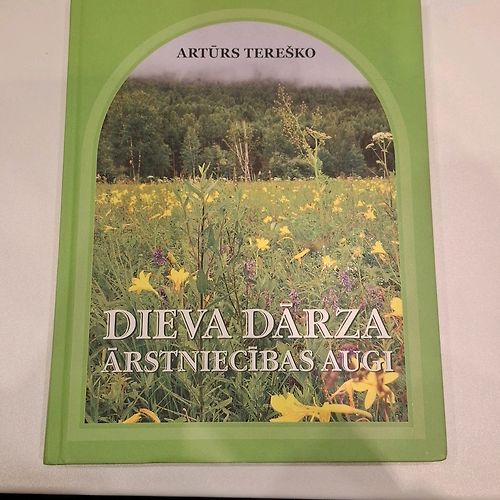 ARTŪRS TEREŠKO
DIEVA DĀRZA
ĀRSTNIECĪBAS AUGI